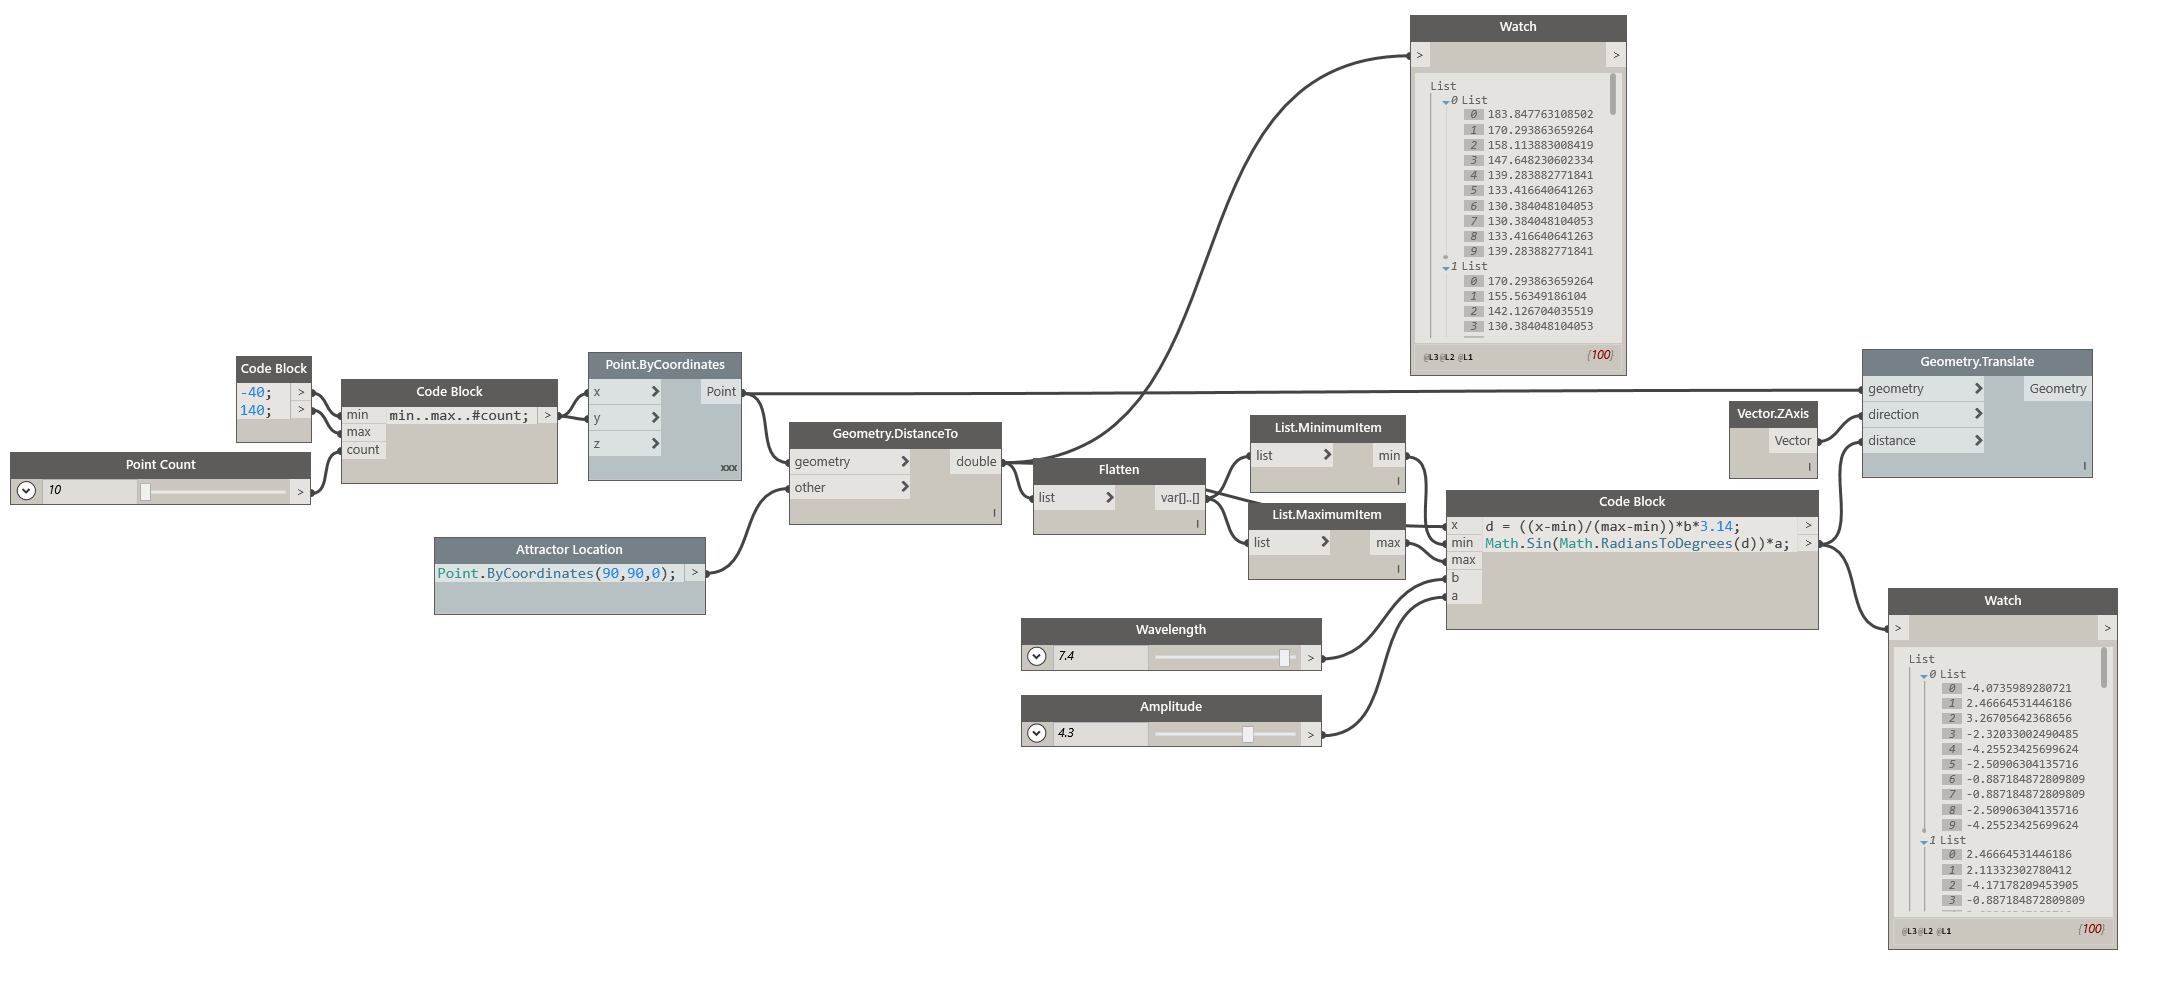 Code Block
-40; >
140; >
Point Count
10 >
Code Block
min min..max..#count; >
max
count
Point.ByCoordinates
x Point
y
z
xxx
Attractor Location
Point.ByCoordinates(90,90,0); >
Geometry.DistanceTo
geometry double
other
l
Flatten
list var[]..[]
l
List.MinimumItem
list min
l
List.MaximumItem
list max
l
Wavelength
7.4 >
Amplitude
4.3 >
Watch
> >
List
0 List
0 183.847763108502
1 170.293863659264
2 158.113883008419
3 147.648230602334
4 139.283882771841
5 133.416640641263
6 130.384048104053
7 130.384048104053
8 133.416640641263
9 139.283882771841
1 List
0 170.293863659264
1 155.56349186104
2 142.126704035519
3 130.384048104053
@L3 @L2 @L1 {100}
Code Block
x d = ((x-min)/(max-min))*b*3.14; >
min Math.Sin(Math.RadiansToDegrees(d))*a; >
max
b
a
Vector.ZAxis
Vector
l
Geometry.Translate
geometry Geometry
direction
distance
l
Watch
> >
List
0 List
0 -4.0735989280721
1 2.46664531446186
2 3.26705642368656
3 -2.32033002490485
4 -4.25523425699624
5 -2.50906304135716
6 -0.887184872809809
7 -0.887184872809809
8 -2.50906304135716
9 -4.25523425699624
1 List
0 2.46664531446186
1 2.11332302780412
2 -4.17178209453905
3 -0.887184872809809
@L3 @L2 @L1 {100}